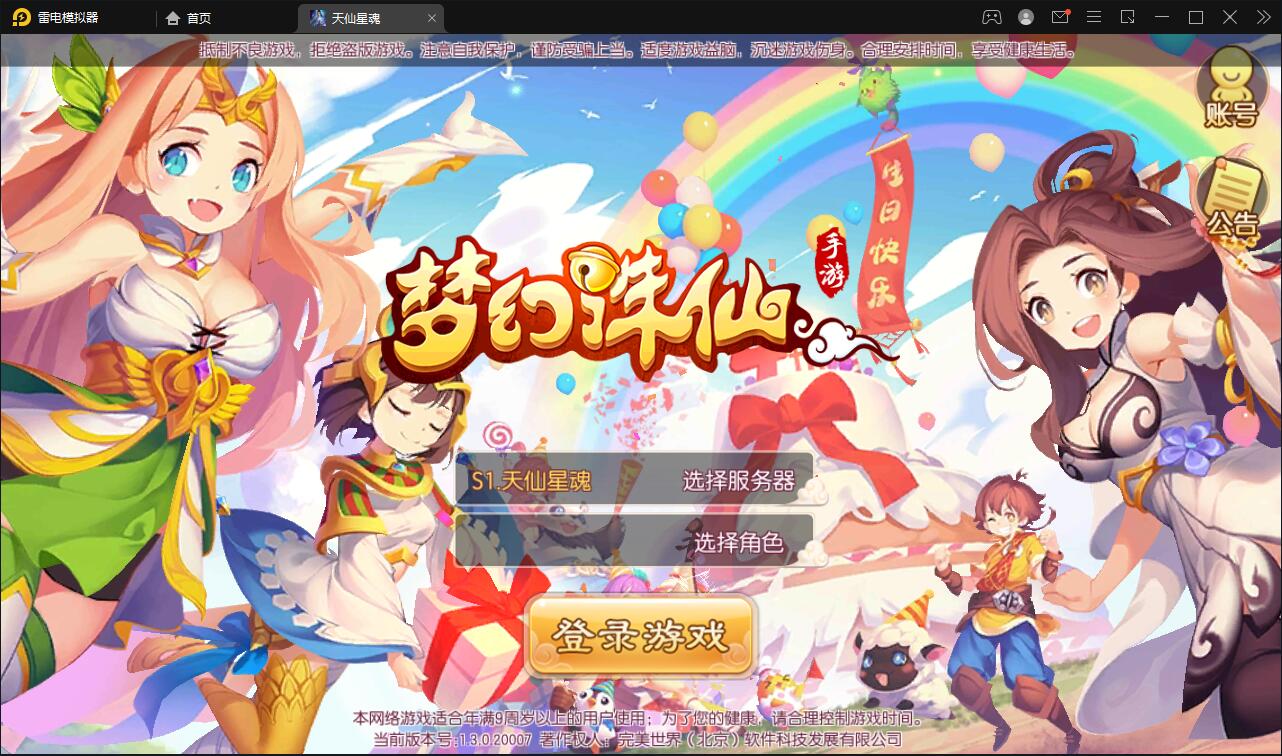 雷电模拟器
首页
天仙星魂
抵制不良游戏，拒绝盗版游戏。注意自我保护，谨防受骗上当。适度游戏益脑，沉迷游戏伤身。合理安排时间，享受健康生活。
账号
公告
生日快乐
梦幻诛仙
手游
S1.天仙星魂 选择服务器
选择角色
登录游戏
本网络游戏适合年满9周岁以上的用户使用；为了您的健康，请合理控制游戏时间。
当前版本号:1.3.0.20007 著作权人：完美世界（北京）软件科技发展有限公司